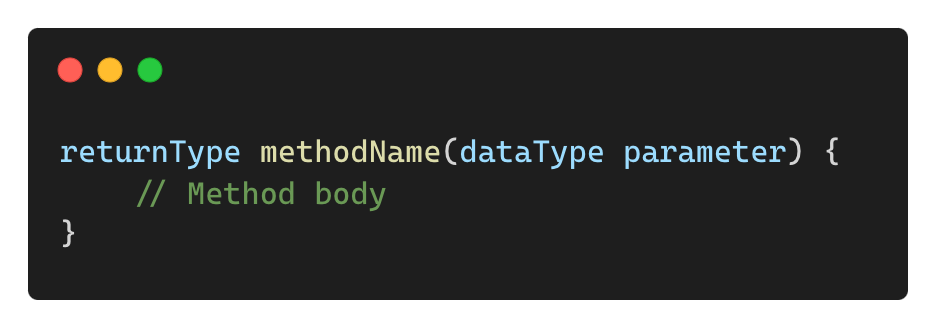 returnType methodName(dataType parameter) {
    // Method body
}